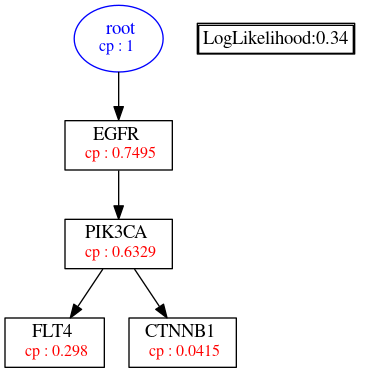 root
cp : 1
LogLikelihood:0.34
EGFR
cp : 0.7495
PIK3CA
cp : 0.6329
FLT4
cp : 0.298
CTNNB1
cp : 0.0415